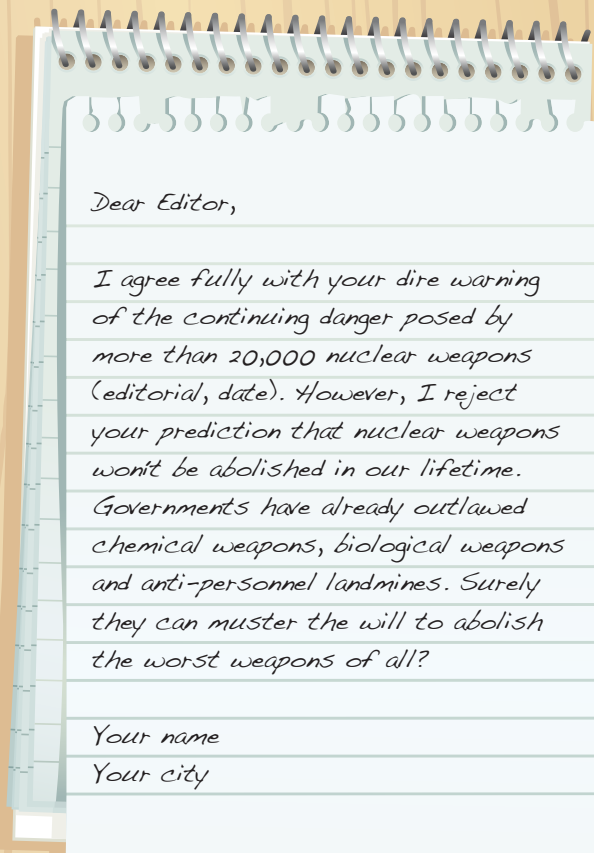 Dear Editor,
I agree fully with your dire warning
of the continuing danger posed by
more than 20,000 nuclear weapons
(editorial, date). However, I reject
your prediction that nuclear weapons
won't be abolished in our lifetime.
Governments have already outlawed
chemical weapons, biological weapons
and anti-personnel landmines. Surely
they can muster the will to abolish
the worst weapons of all?
Your name
Your city